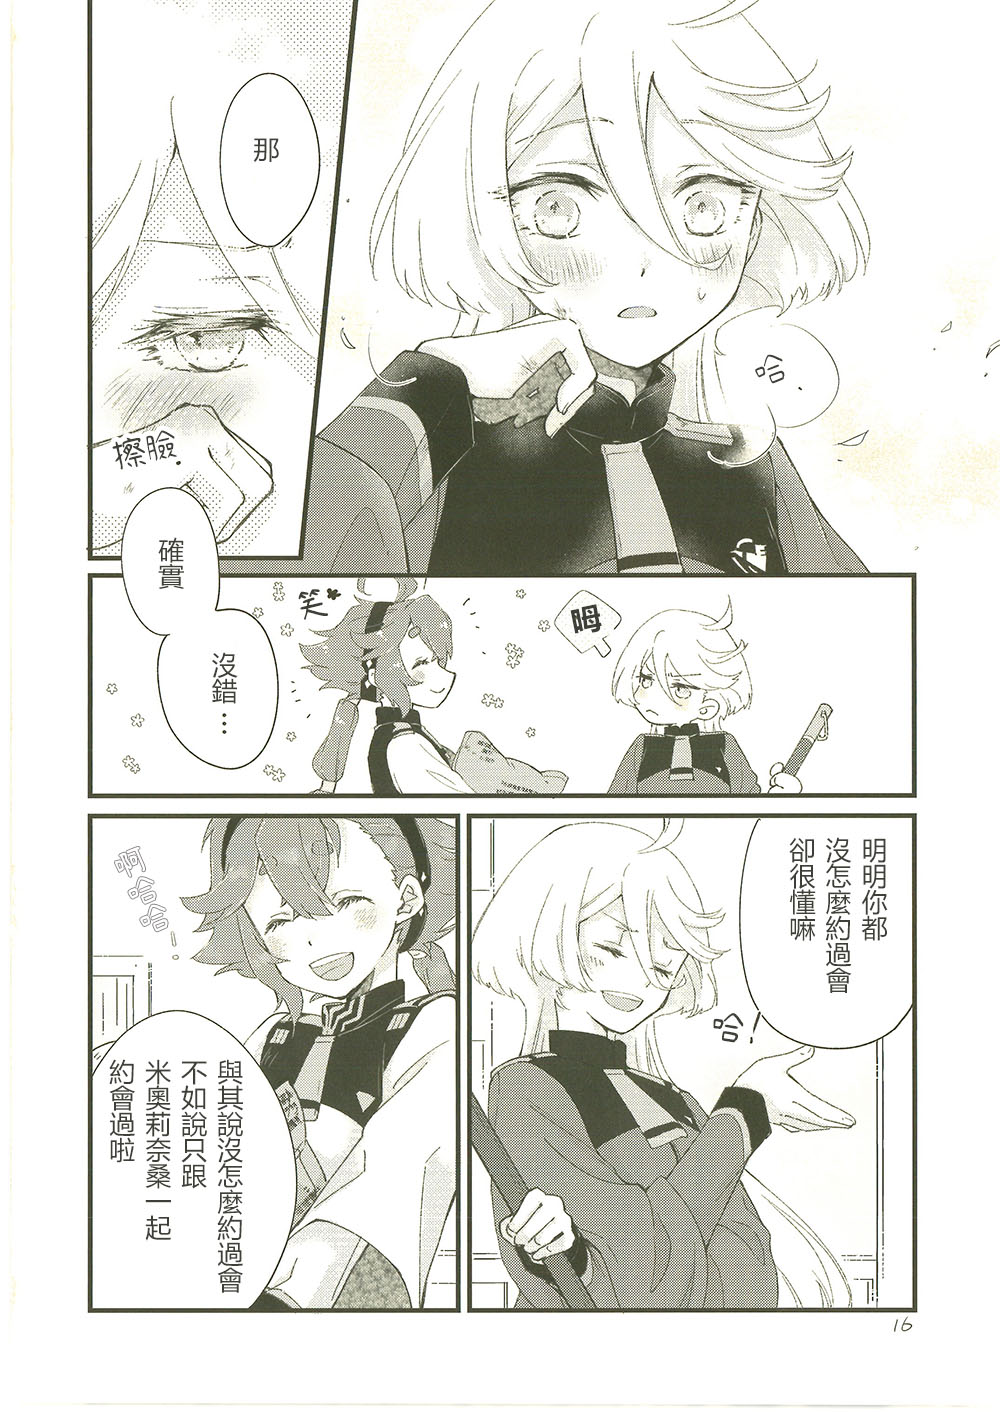 哈
那
擦臉
確實
沒錯…
呣
笑
明明你都
沒怎麼約過會
卻很懂嘛
哈！
啊哈哈！
與其說沒怎麼約過會
不如說只跟
米奧莉奈桑一起
約會過啦
16